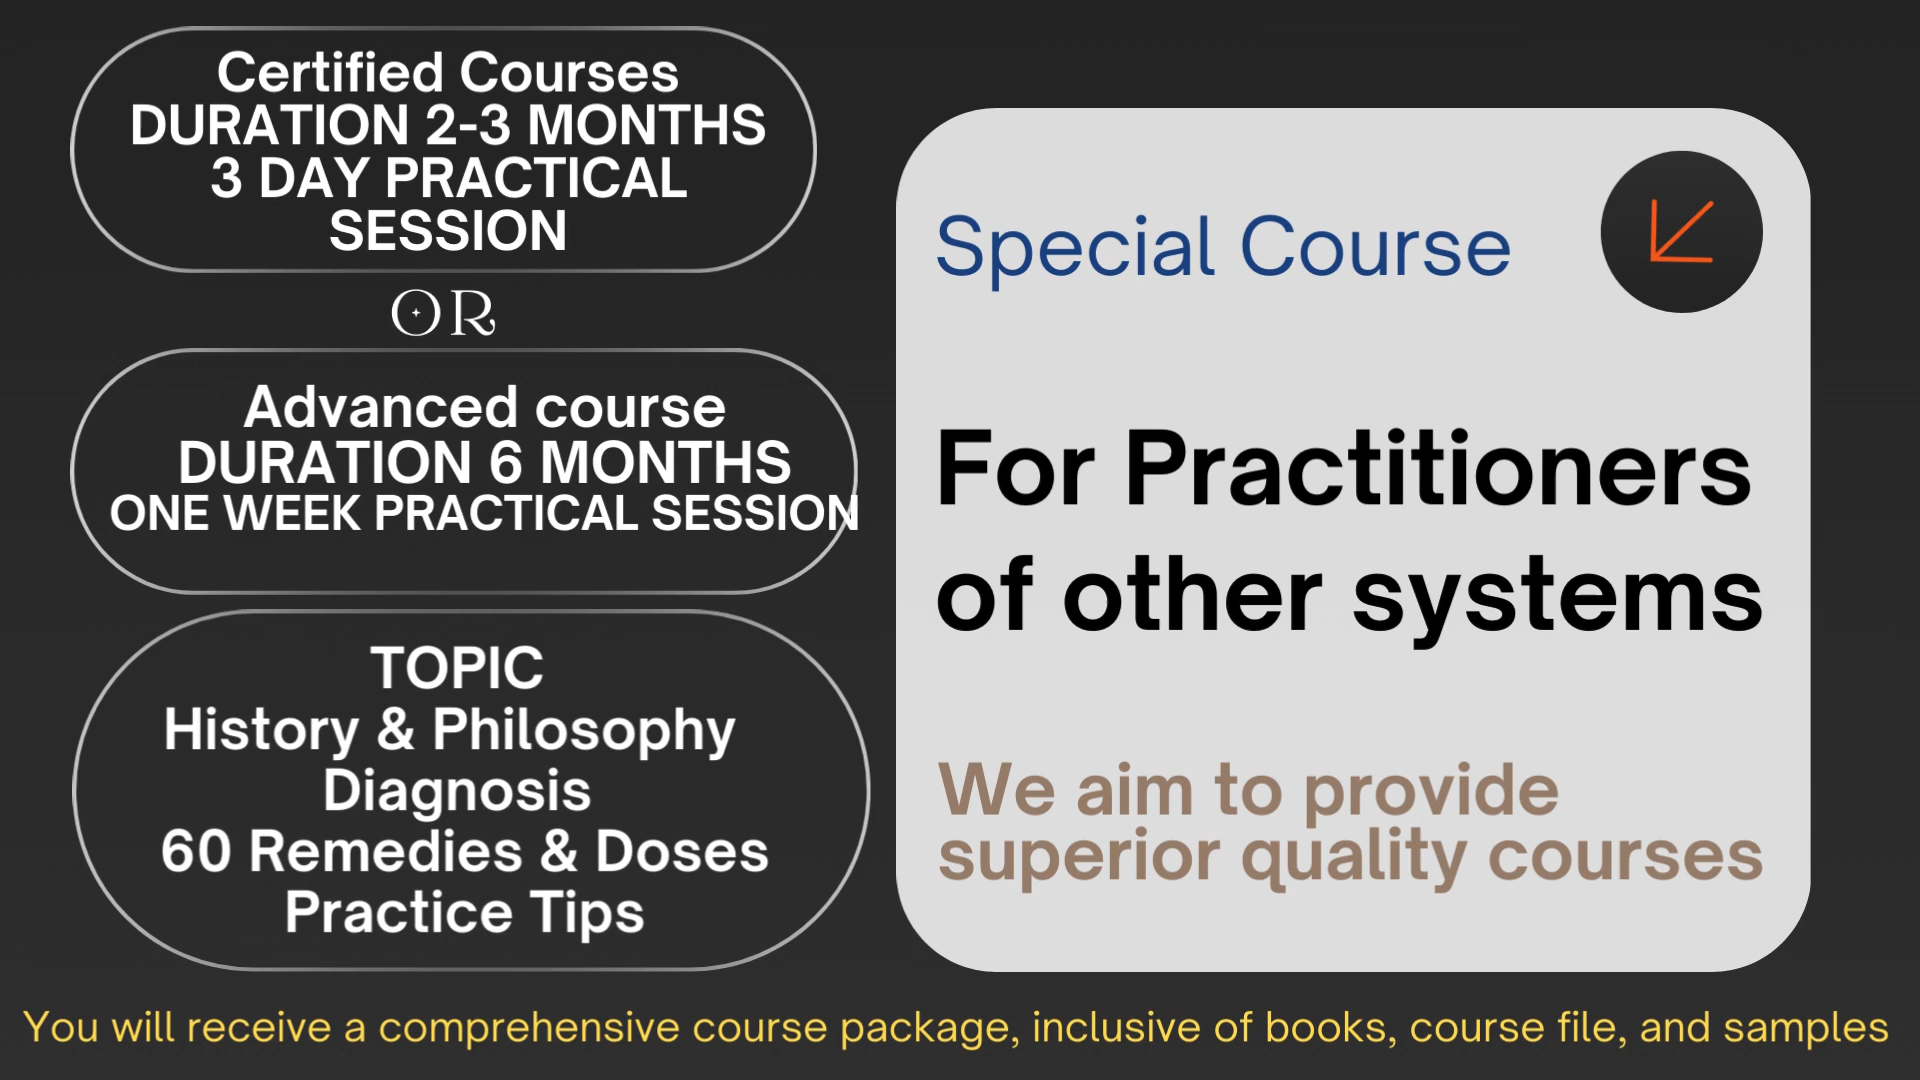 Certified Courses
DURATION 2-3 MONTHS
3 DAY PRACTICAL
SESSION
OR
Advanced course
DURATION 6 MONTHS
ONE WEEK PRACTICAL SESSION
TOPIC
History & Philosophy
Diagnosis
60 Remedies & Doses
Practice Tips
Special Course
For Practitioners
of other systems
We aim to provide
superior quality courses
You will receive a comprehensive course package, inclusive of books, course file, and samples